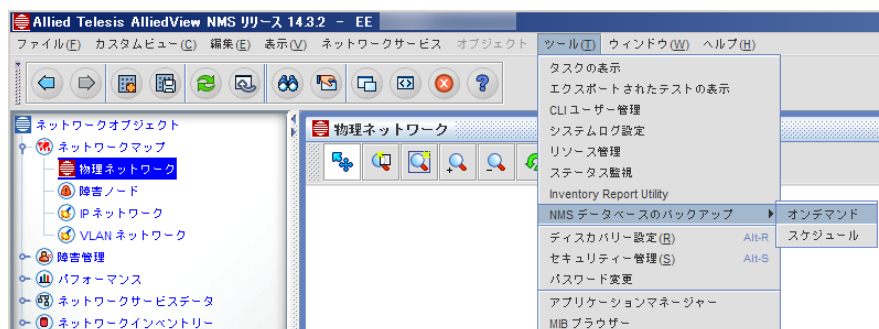 Allied Telesis AlliedView NMS リリース 14.3.2 - EE
ファイル(F) カスタムビュー(C) 編集(E) 表示(V) ネットワークサービス オブジェクト ツール(T) ウィンドウ(W) ヘルプ(H)
タスクの表示
エクスポートされたテストの表示
CLI ユーザー管理
システムログ設定
リソース管理
ステータス監視
Inventory Report Utility
NMS データベースのバックアップ
オンデマンド
スケジュール
ディスカバリー設定(R) Alt-R
セキュリティー管理(S) Alt-S
パスワード変更
アプリケーションマネージャー
MIB ブラウザー
ネットワークオブジェクト
ネットワークマップ
物理ネットワーク
障害ノード
IP ネットワーク
VLAN ネットワーク
障害管理
パフォーマンス
ネットワークサービスデータ
ネットワークインベントリー
物理ネットワーク